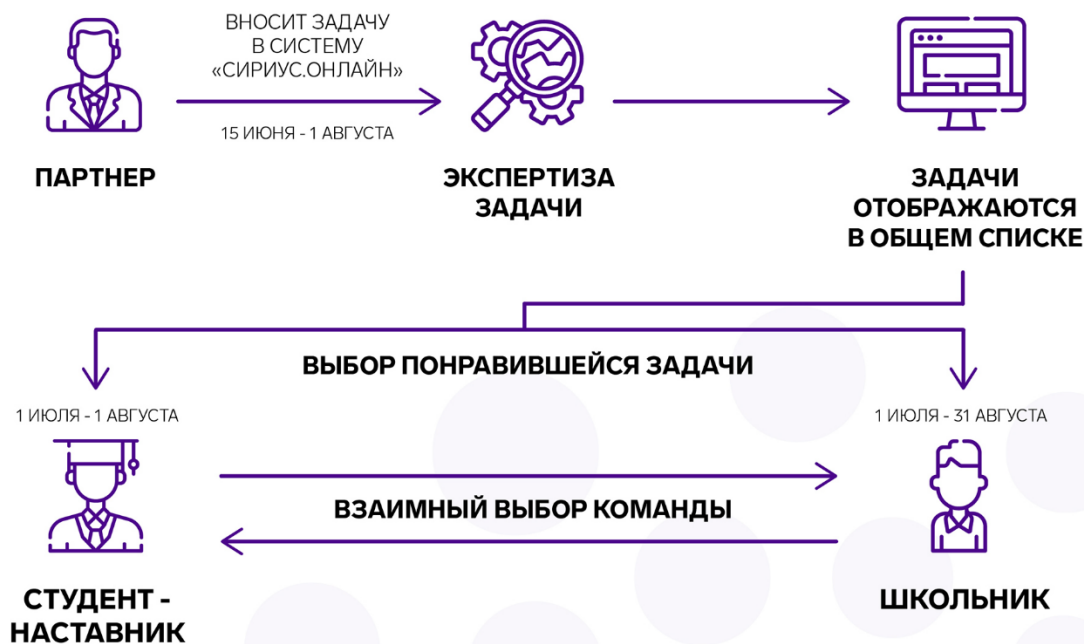 ВНОСИТ ЗАДАЧУ
В СИСТЕМУ
«СИРИУС.ОНЛАЙН»
15 ИЮНЯ - 1 АВГУСТА
ПАРТНЕР
ЭКСПЕРТИЗА
ЗАДАЧИ
ЗАДАЧИ
ОТОБРАЖАЮТСЯ
В ОБЩЕМ СПИСКЕ
ВЫБОР ПОНРАВИВШЕЙСЯ ЗАДАЧИ
1 ИЮЛЯ - 1 АВГУСТА
1 ИЮЛЯ - 31 АВГУСТА
ВЗАИМНЫЙ ВЫБОР КОМАНДЫ
СТУДЕНТ -
НАСТАВНИК
ШКОЛЬНИК